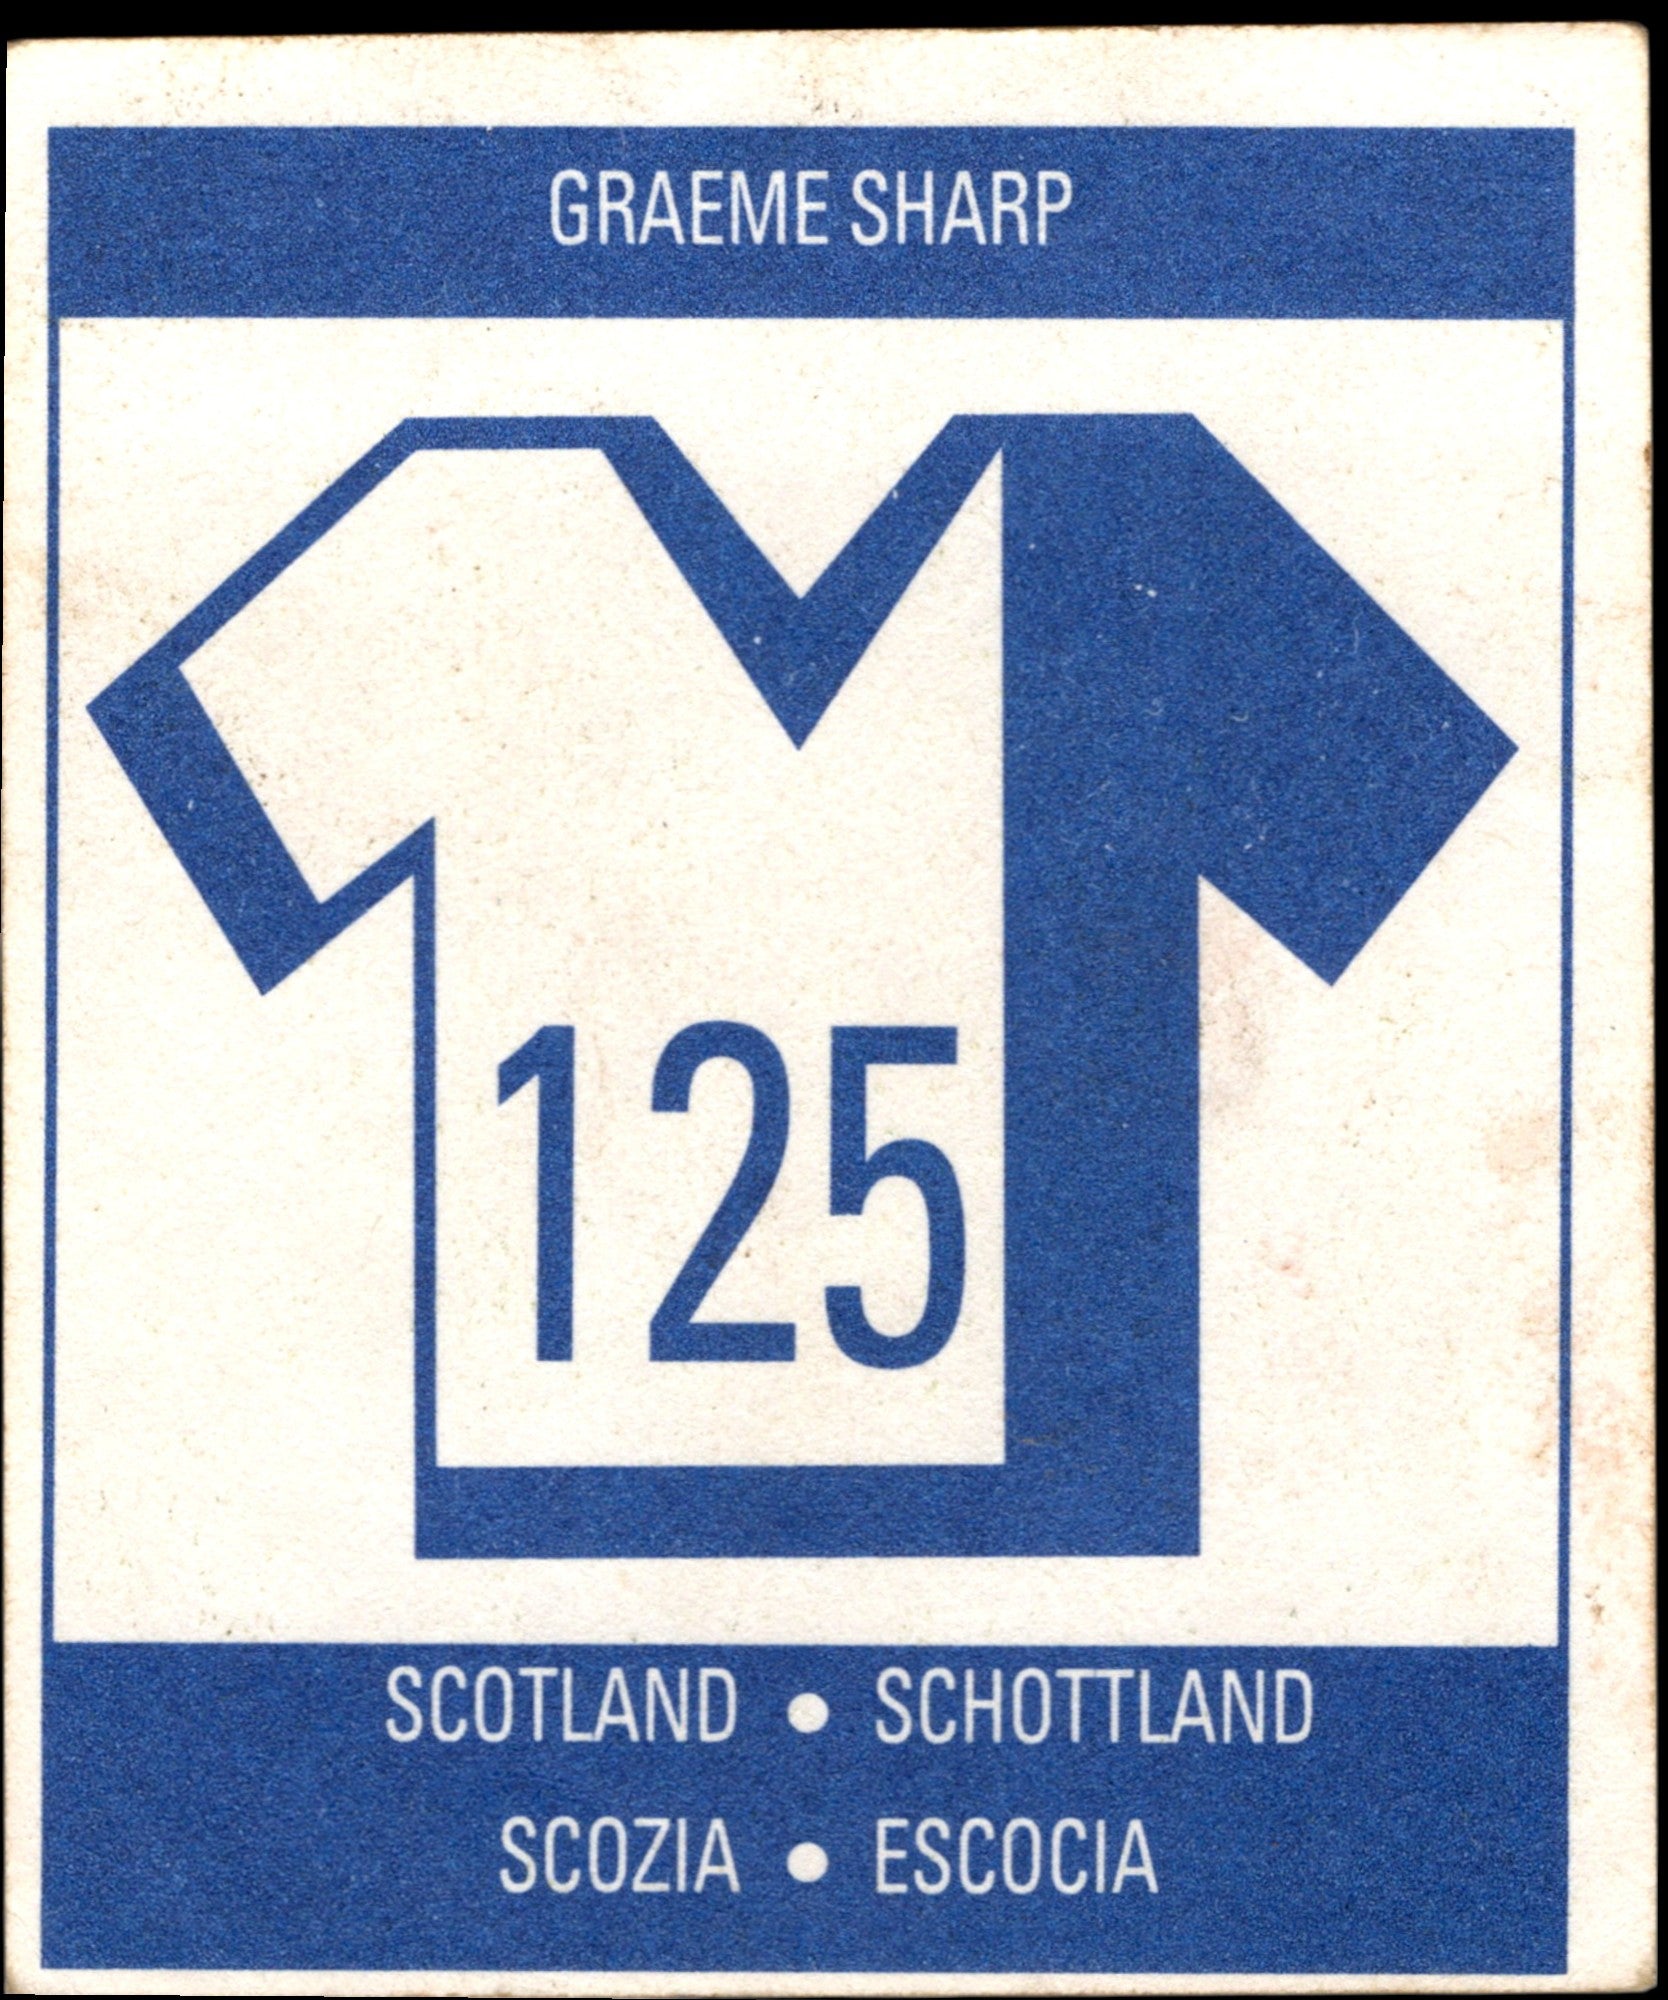 GRAEME SHARP
125
SCOTLAND • SCHOTTLAND
SCOZIA • ESCOCIA